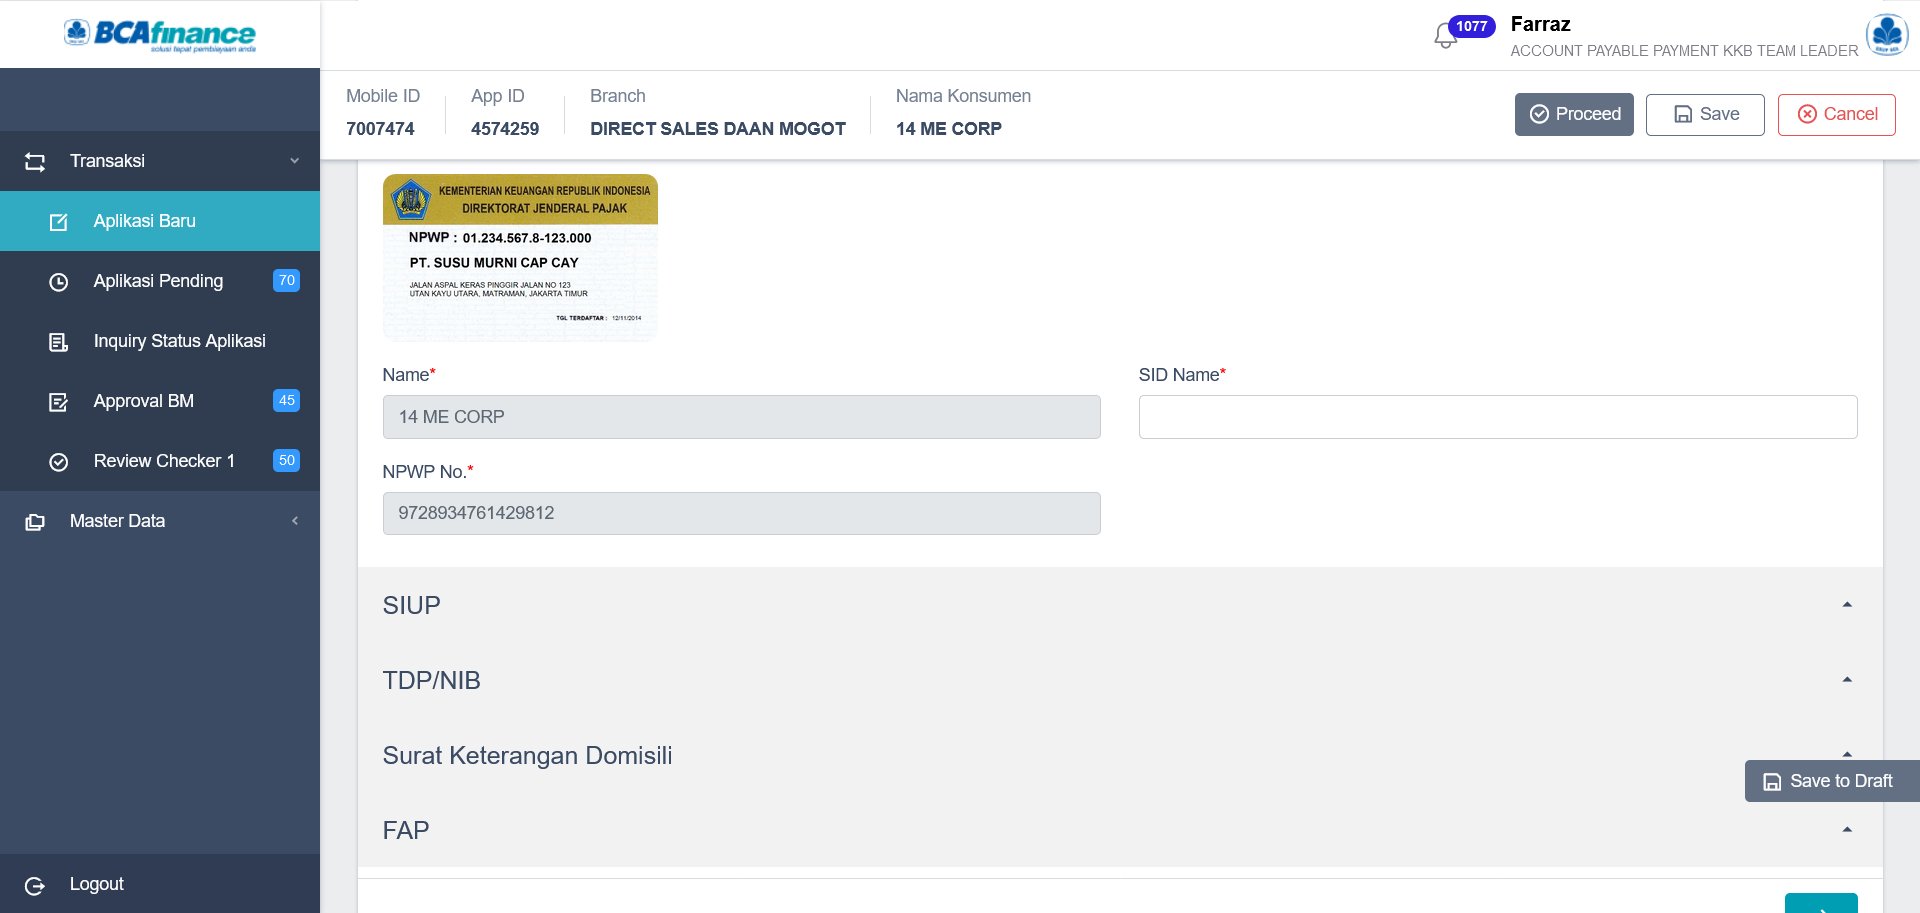 BCAfinance
solusi tepat pembiayaan anda
1077
Farraz
ACCOUNT PAYABLE PAYMENT KKB TEAM LEADER
Mobile ID
7007474
App ID
4574259
Branch
DIRECT SALES DAAN MOGOT
Nama Konsumen
14 ME CORP
Proceed
Save
Cancel
Transaksi
Aplikasi Baru
Aplikasi Pending 70
Inquiry Status Aplikasi
Approval BM 45
Review Checker 1 50
Master Data
Logout
KEMENTERIAN KEUANGAN REPUBLIK INDONESIA
DIREKTORAT JENDERAL PAJAK
NPWP : 01.234.567.8-123.000
PT. SUSU MURNI CAP CAY
JALAN ASPAL KERAS PINGGIR JALAN NO 123
UTAN KAYU UTARA, MATRAMAN, JAKARTA TIMUR
TGL TERDAFTAR : 12/11/2014
Name*
14 ME CORP
SID Name*
NPWP No.*
9728934761429812
SIUP
TDP/NIB
Surat Keterangan Domisili
Save to Draft
FAP